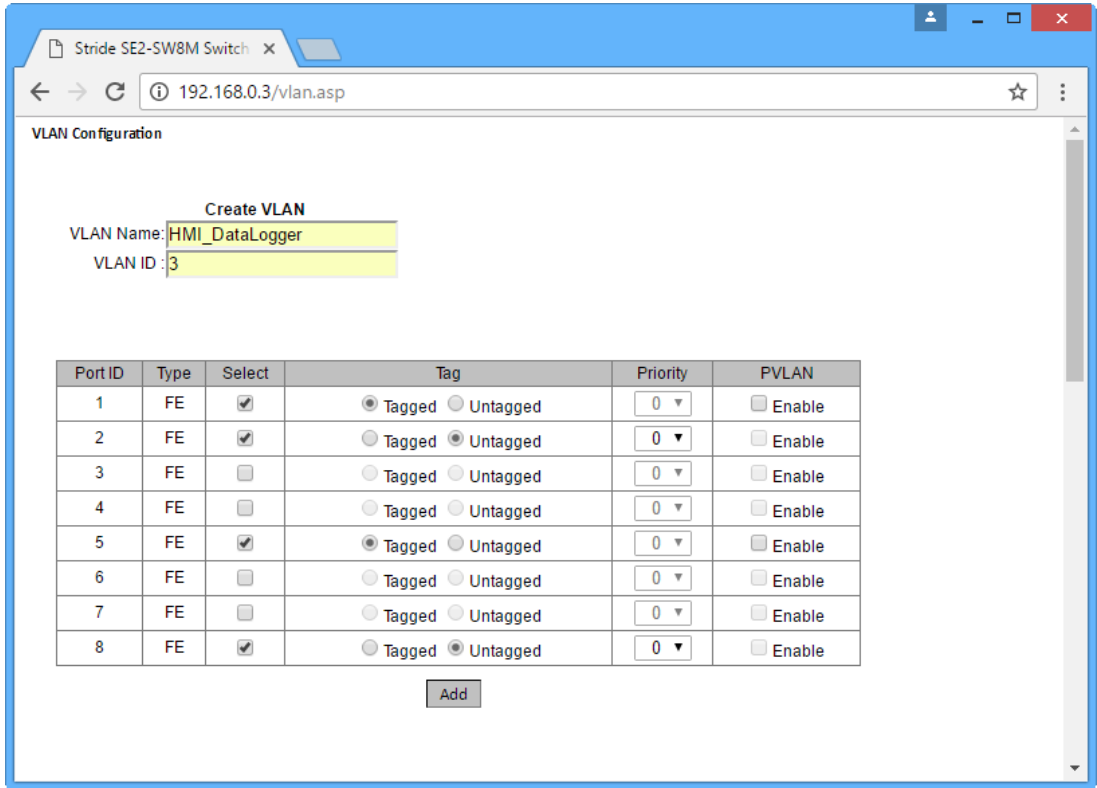 Stride SE2-SW8M Switch
192.168.0.3/vlan.asp
VLAN Configuration
Create VLAN
VLAN Name: HMI_DataLogger
VLAN ID : 3
Port ID Type Select Tag Priority PVLAN
1 FE Tagged Untagged 0 Enable
2 FE Tagged Untagged 0 Enable
3 FE Tagged Untagged 0 Enable
4 FE Tagged Untagged 0 Enable
5 FE Tagged Untagged 0 Enable
6 FE Tagged Untagged 0 Enable
7 FE Tagged Untagged 0 Enable
8 FE Tagged Untagged 0 Enable
Add